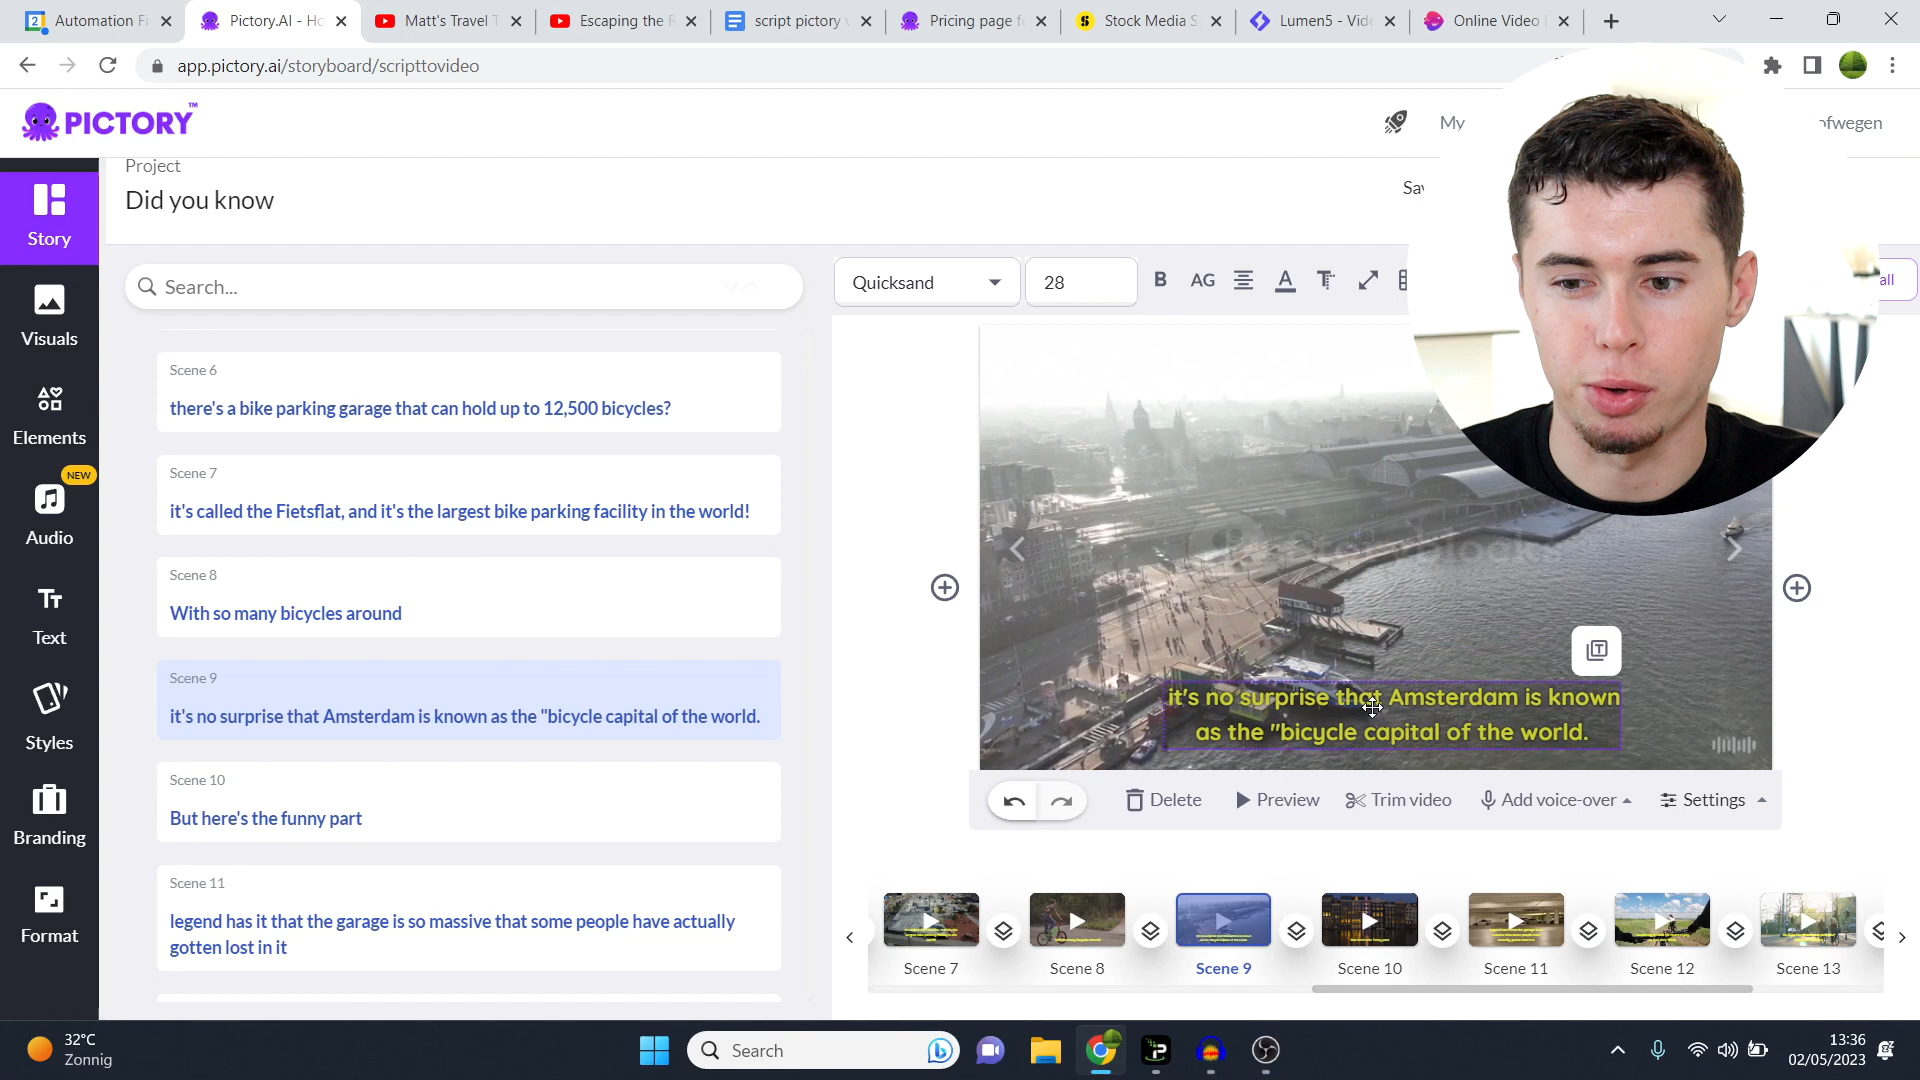 Automation Fi
Pictory.AI - Ho
Matt's Travel T
Escaping the R
script pictory v
Pricing page f
Stock Media S
Lumen5 - Vide
Online Video
app.pictory.ai/storyboard/scripttovideo
PICTORY™
My
ofwegen
Project
Did you know
Sav
Story
Visuals
Elements
NEW
Audio
Text
Styles
Branding
Format
Search...
Quicksand
28
B
AG
all
Scene 6
there's a bike parking garage that can hold up to 12,500 bicycles?
Scene 7
it's called the Fietsflat, and it's the largest bike parking facility in the world!
Scene 8
With so many bicycles around
Scene 9
it's no surprise that Amsterdam is known as the "bicycle capital of the world.
Scene 10
But here's the funny part
Scene 11
legend has it that the garage is so massive that some people have actually
gotten lost in it
it's no surprise that Amsterdam is known
as the "bicycle capital of the world.
Delete
Preview
Trim video
Add voice-over
Settings
Scene 7
Scene 8
Scene 9
Scene 10
Scene 11
Scene 12
Scene 13
32°C
Zonnig
Search
13:36
02/05/2023